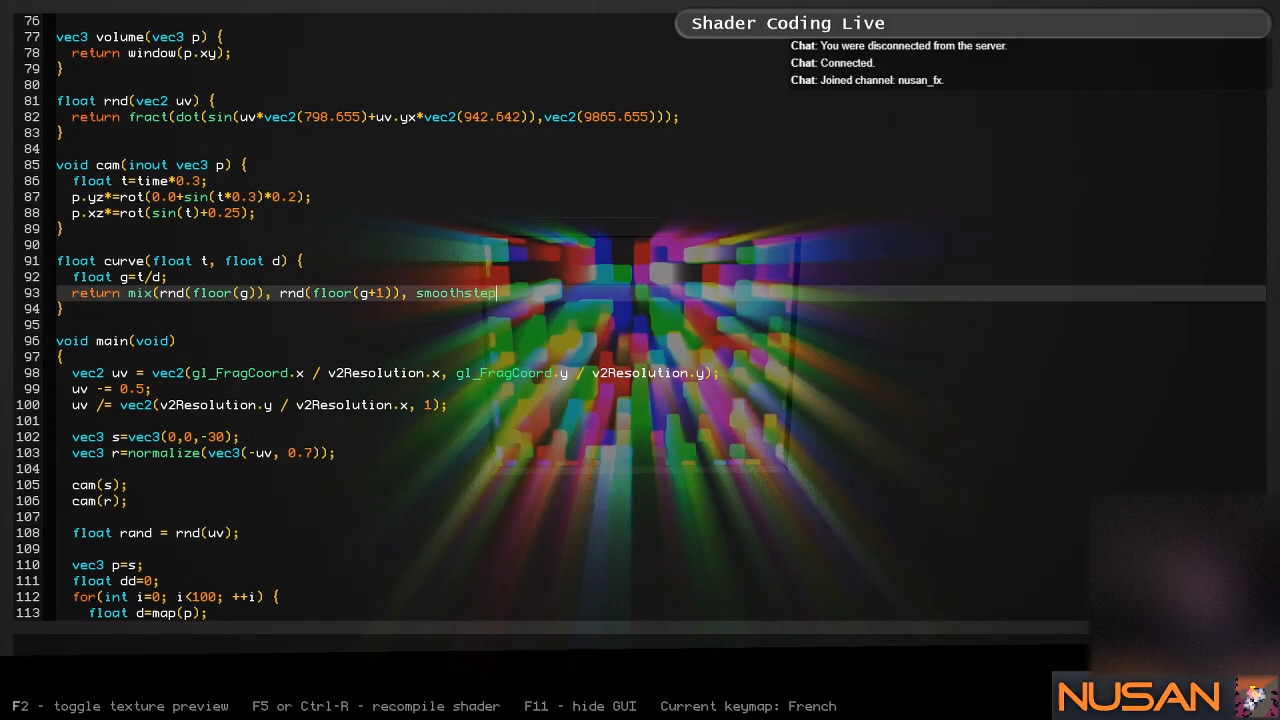 76
Shader Coding Live
77 vec3 volume(vec3 p) {
Chat: You were disconnected from the server.
78 return window(p.xy);
Chat: Connected.
79 }
Chat: Joined channel: nusan_fx.
80
81 float rnd(vec2 uv) {
82 return fract(dot(sin(uv*vec2(798.655)+uv.yx*vec2(942.642)),vec2(9865.655)));
83 }
84
85 void cam(inout vec3 p) {
86 float t=time*0.3;
87 p.yz*=rot(0.0+sin(t*0.3)*0.2);
88 p.xz*=rot(sin(t)+0.25);
89 }
90
91 float curve(float t, float d) {
92 float g=t/d;
93 return mix(rnd(floor(g)), rnd(floor(g+1)), smoothstep
94 }
95
96 void main(void)
97 {
98 vec2 uv = vec2(gl_FragCoord.x / v2Resolution.x, gl_FragCoord.y / v2Resolution.y);
99 uv -= 0.5;
100 uv /= vec2(v2Resolution.y / v2Resolution.x, 1);
101
102 vec3 s=vec3(0,0,-30);
103 vec3 r=normalize(vec3(-uv, 0.7));
104
105 cam(s);
106 cam(r);
107
108 float rand = rnd(uv);
109
110 vec3 p=s;
111 float dd=0;
112 for(int i=0; i<100; ++i) {
113 float d=map(p);
NUSAN
F2 - toggle texture preview F5 or Ctrl-R - recompile shader F11 - hide GUI Current keymap: French